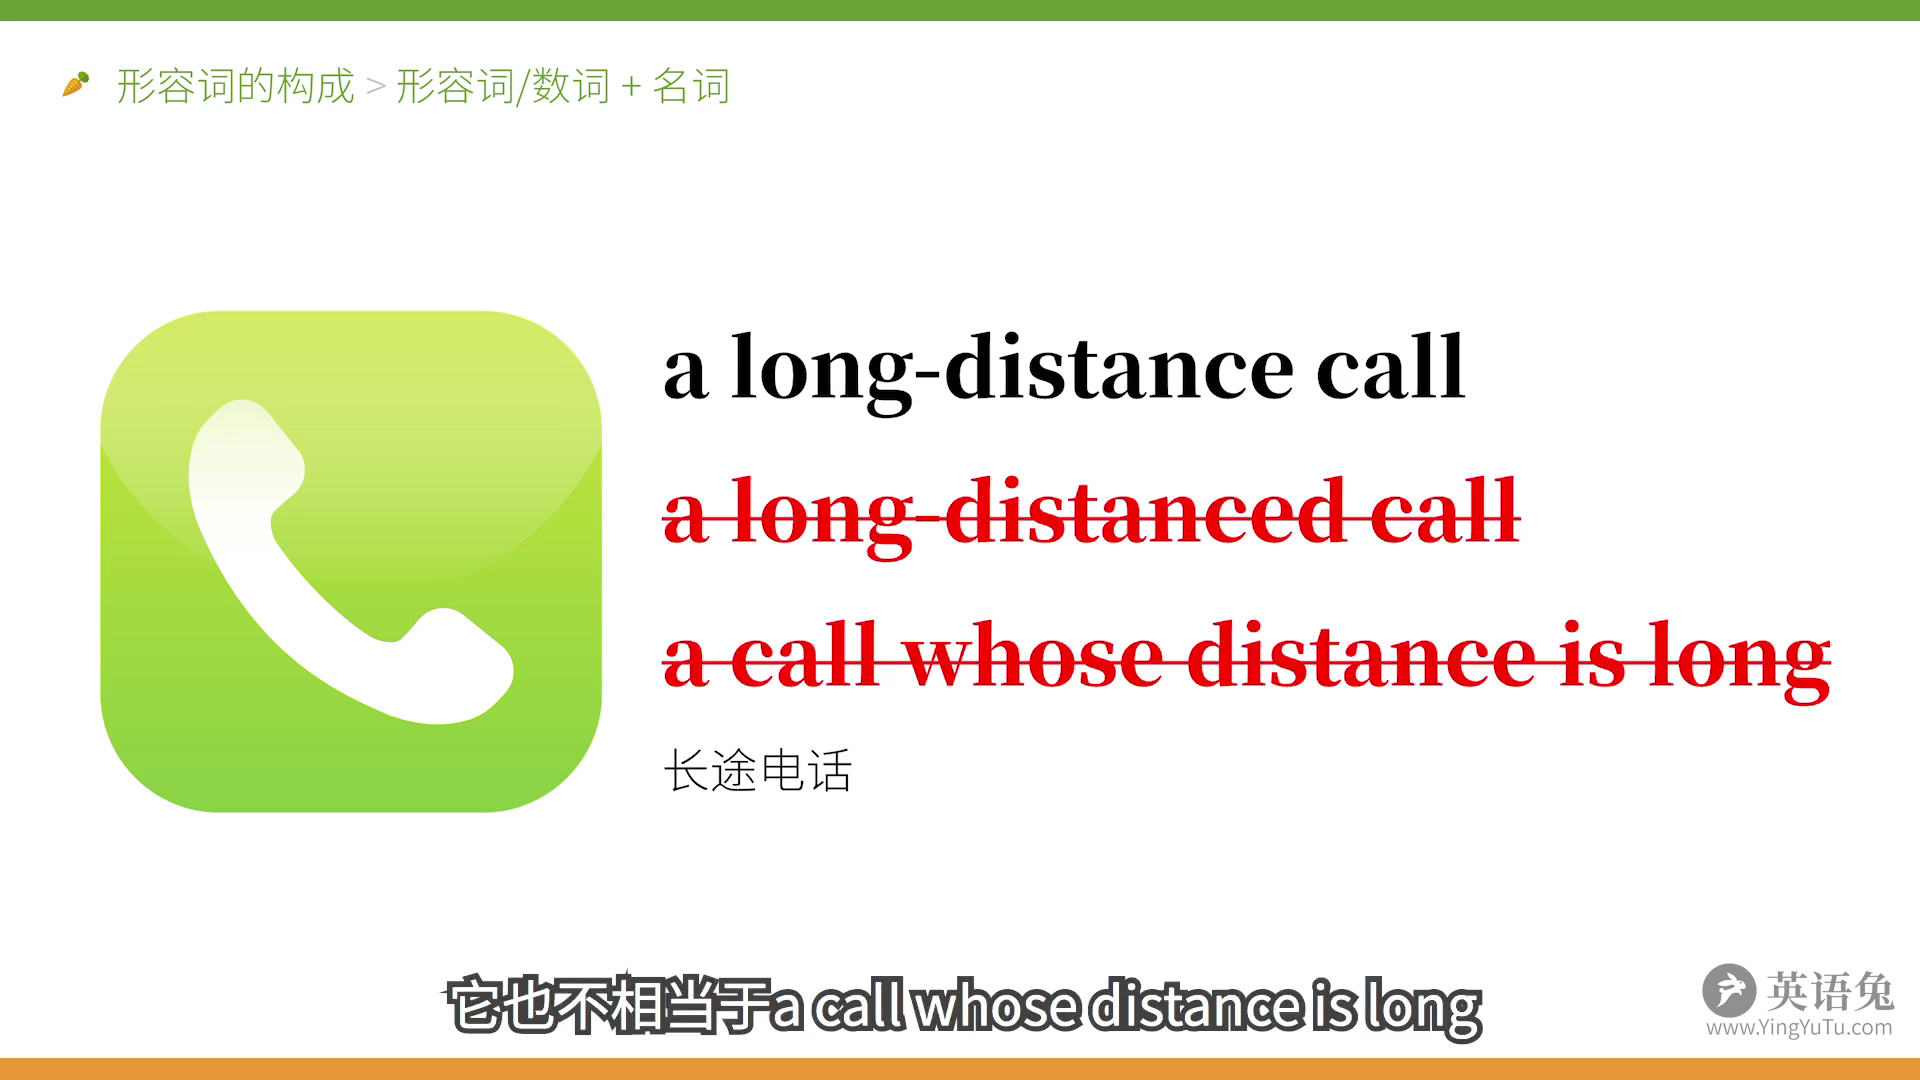 形容词的构成 > 形容词/数词 + 名词
a long-distance call
a long-distanced call
a call whose distance is long
长途电话
它也不相当于a call whose distance is long
英语兔
www.YingYuTu.com